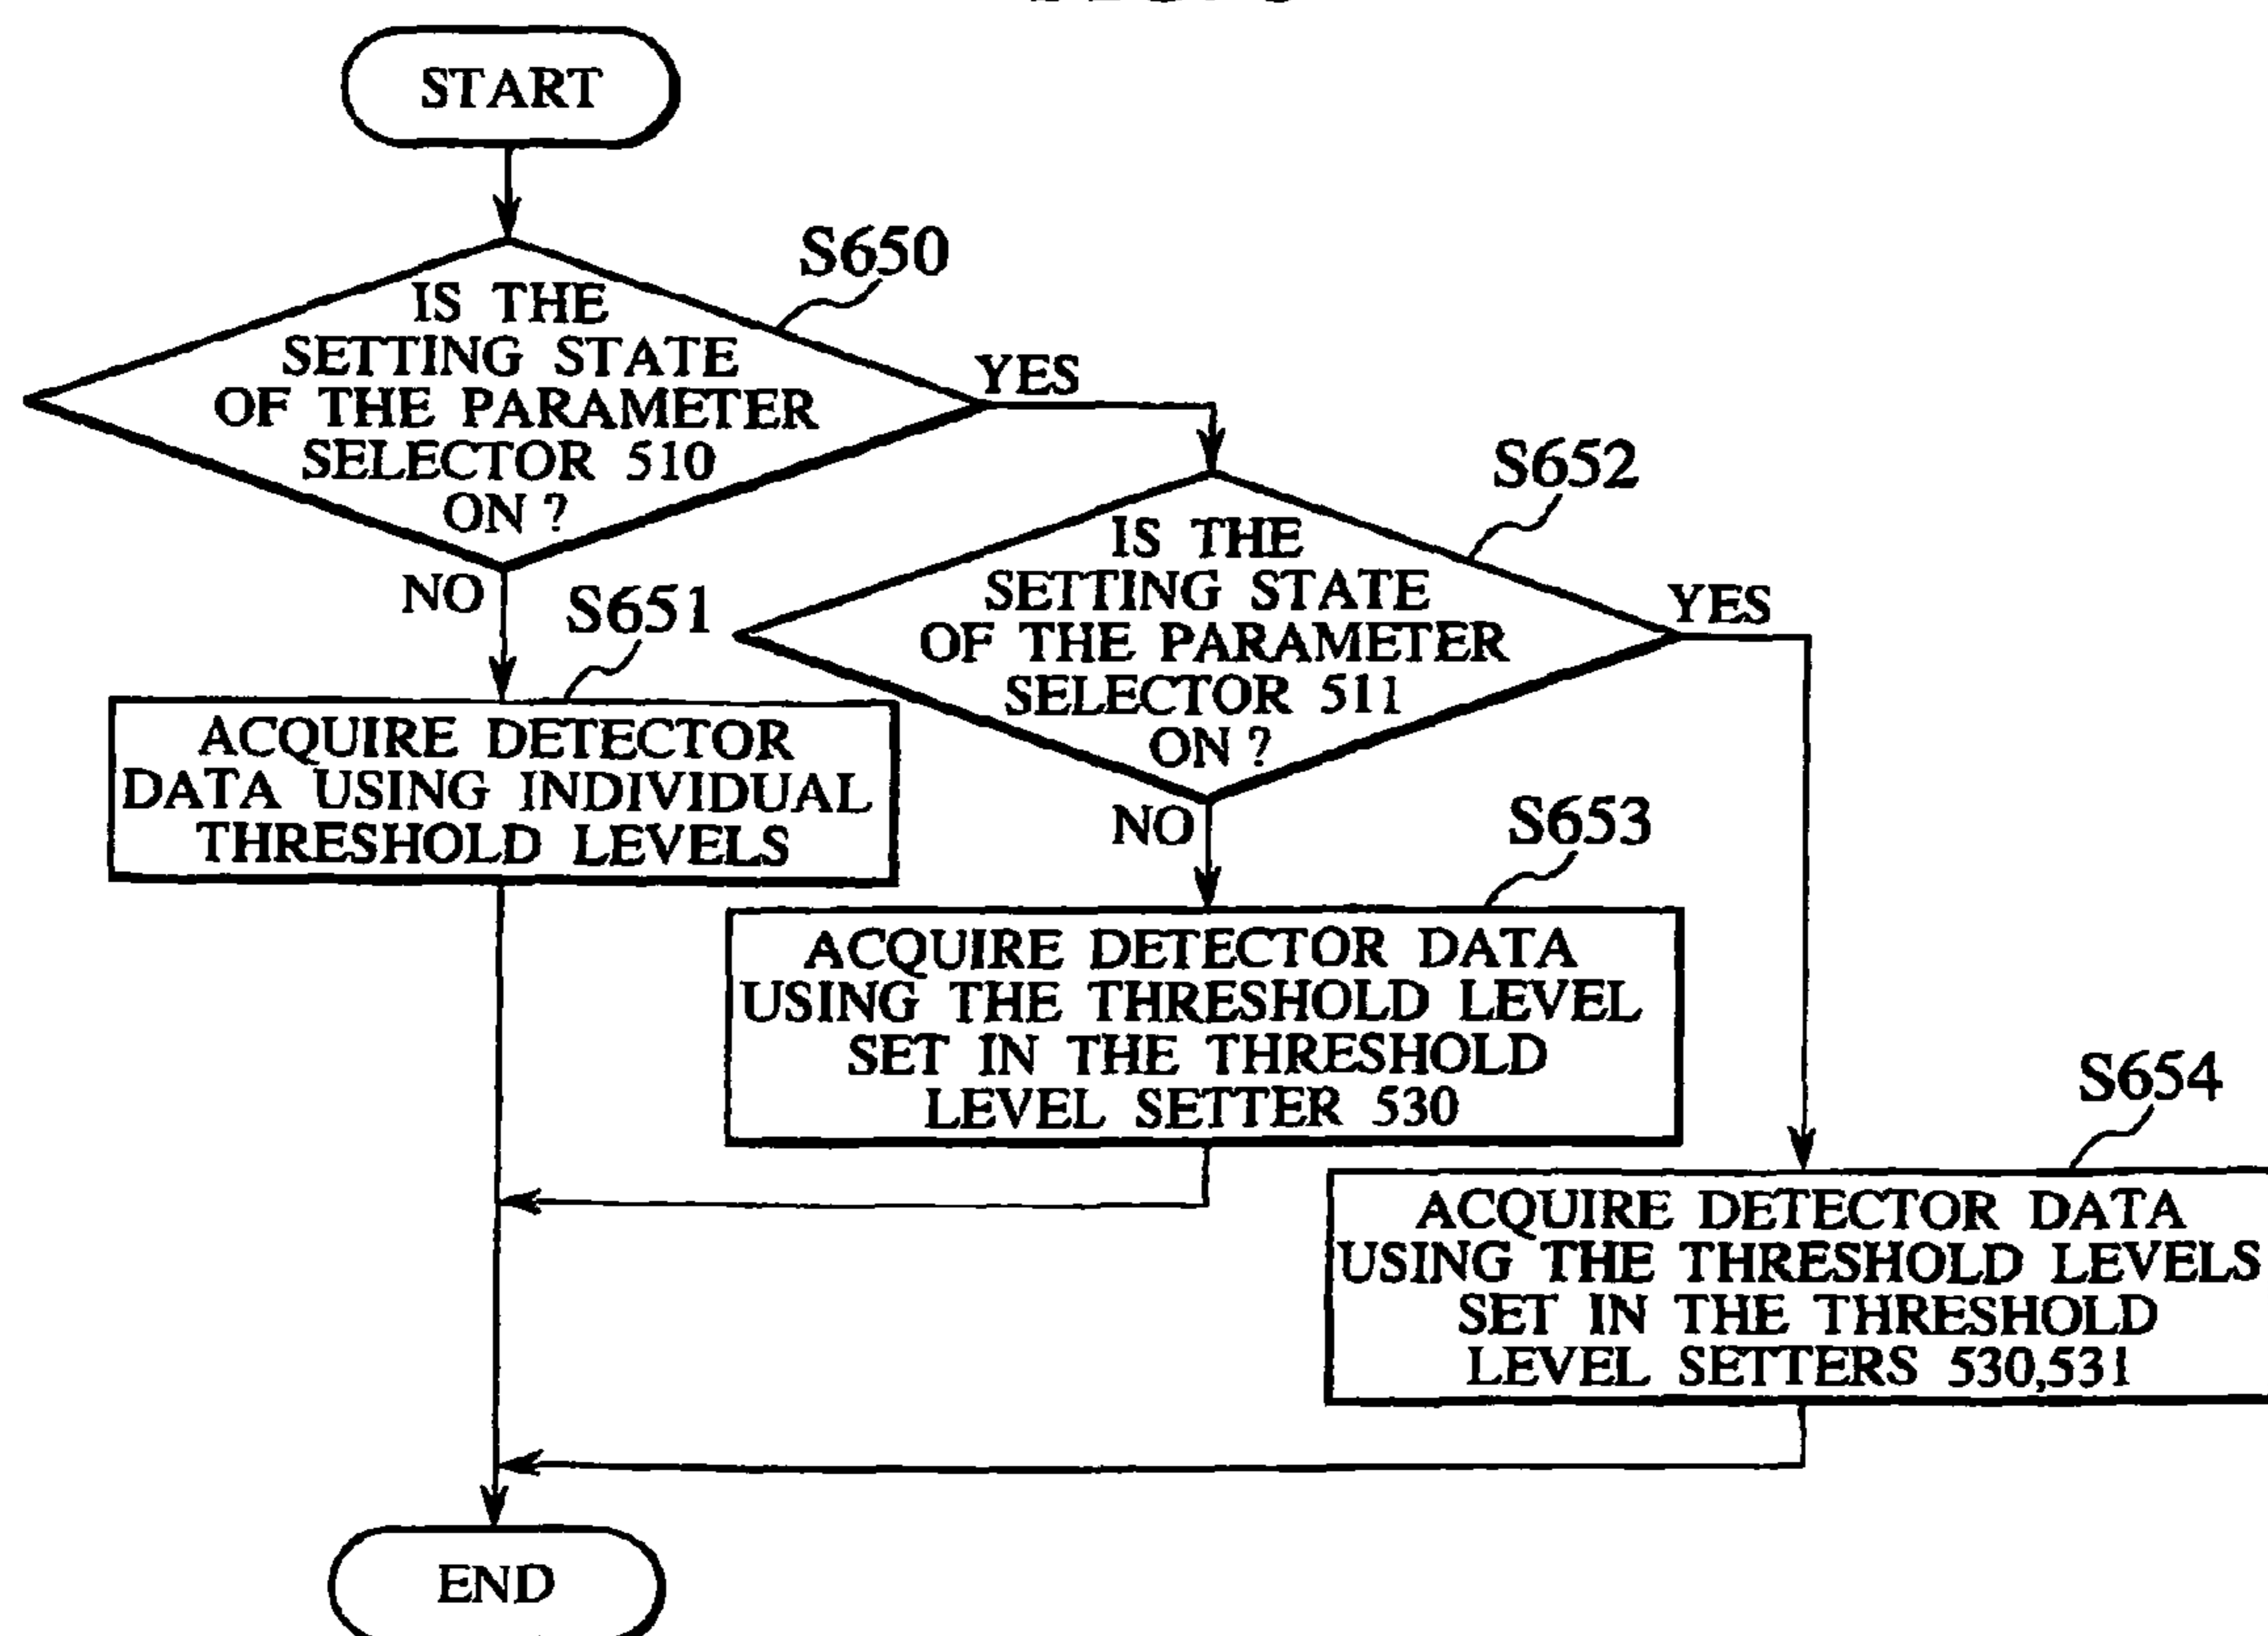 START
S650
IS THE
SETTING STATE
OF THE PARAMETER
SELECTOR 510
ON ?
YES
NO
S652
IS THE
SETTING STATE
OF THE PARAMETER
SELECTOR 511
ON ?
YES
NO
S651
ACQUIRE DETECTOR
DATA USING INDIVIDUAL
THRESHOLD LEVELS
S653
ACQUIRE DETECTOR DATA
USING THE THRESHOLD LEVEL
SET IN THE THRESHOLD
LEVEL SETTER 530
S654
ACQUIRE DETECTOR DATA
USING THE THRESHOLD LEVELS
SET IN THE THRESHOLD
LEVEL SETTERS 530,531
END